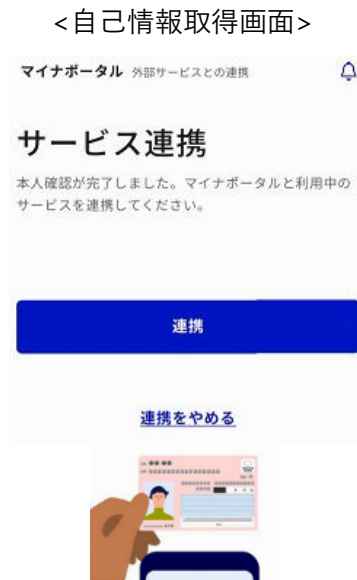 <自己情報取得画面>
マイナポータル 外部サービスとの連携
サービス連携
本人確認が完了しました。マイナポータルと利用中の
サービスを連携してください。
連携
連携をやめる